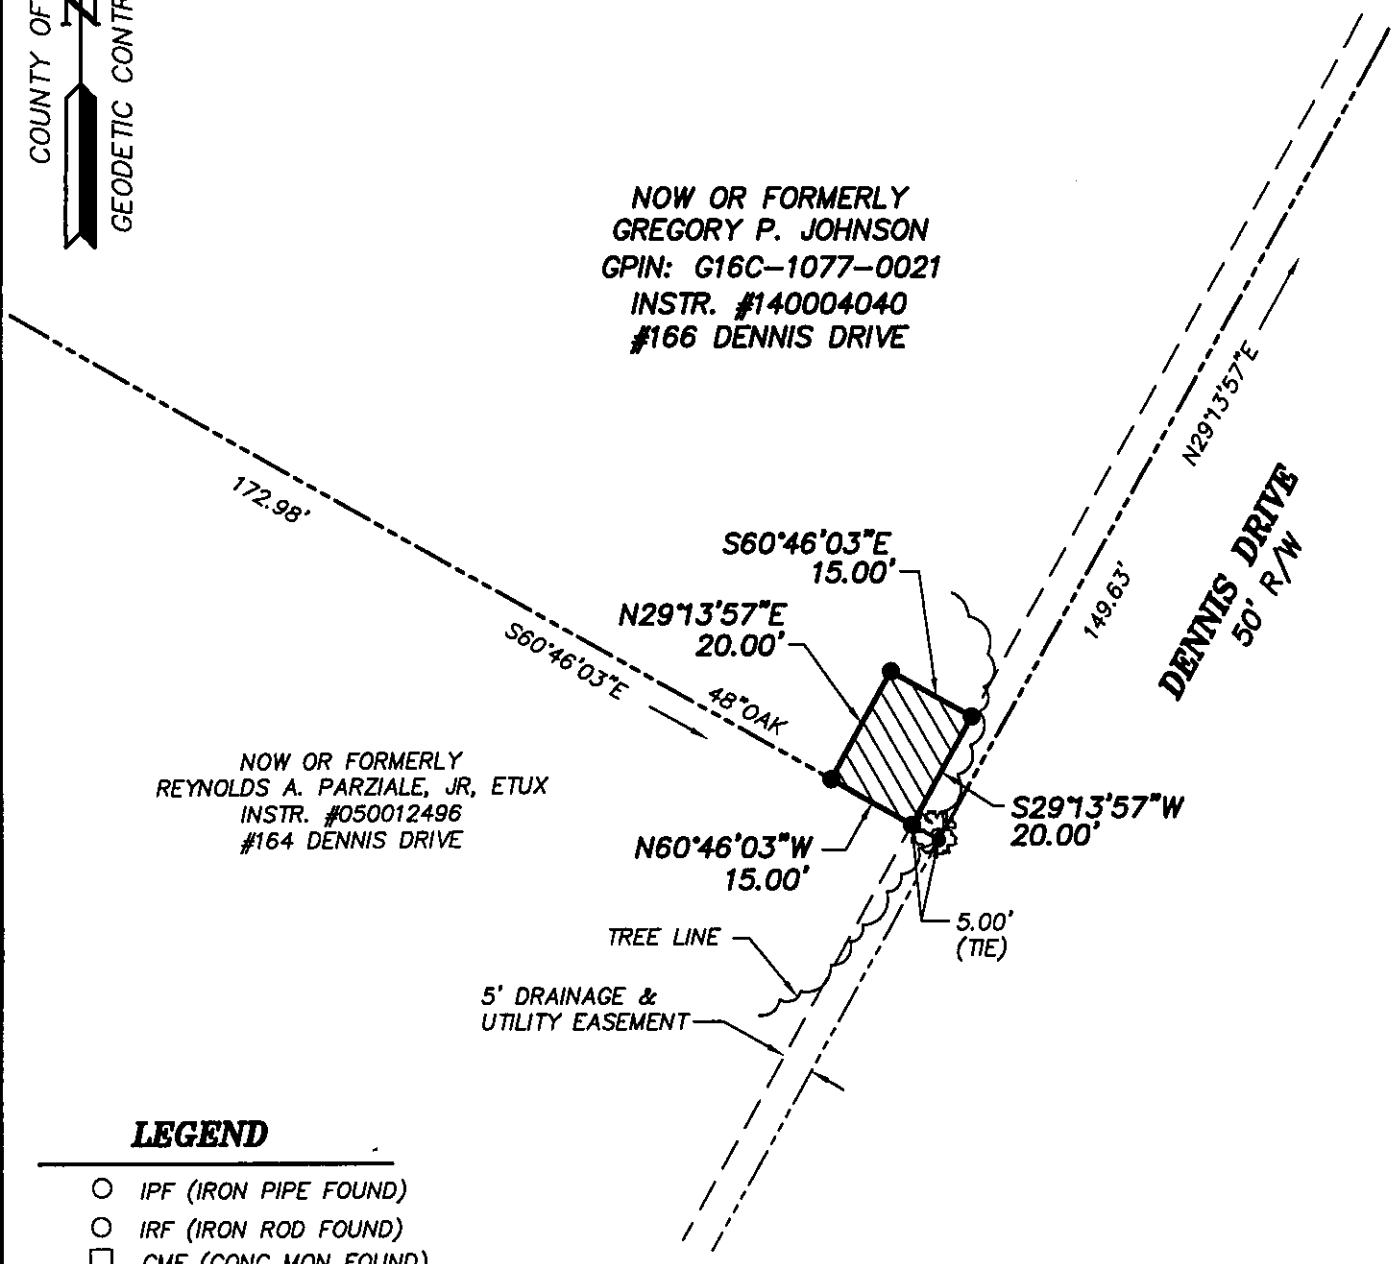 COUNTY OF
N
GEODETIC CONTR
NOW OR FORMERLY
GREGORY P. JOHNSON
GPIN: G16C-1077-0021
INSTR. #140004040
#166 DENNIS DRIVE
N29°13'57"E
172.98'
DENNIS DRIVE
50' R/W
149.63'
S60°46'03"E
15.00'
N29°13'57"E
20.00'
S60°46'03"E
48"OAK
NOW OR FORMERLY
REYNOLDS A. PARZIALE, JR, ETUX
INSTR. #050012496
#164 DENNIS DRIVE
S29°13'57"W
20.00'
N60°46'03"W
15.00'
5.00'
(TIE)
TREE LINE
5' DRAINAGE &
UTILITY EASEMENT
LEGEND
IPF (IRON PIPE FOUND)
IRF (IRON ROD FOUND)
CMF (CONC MON FOUND)